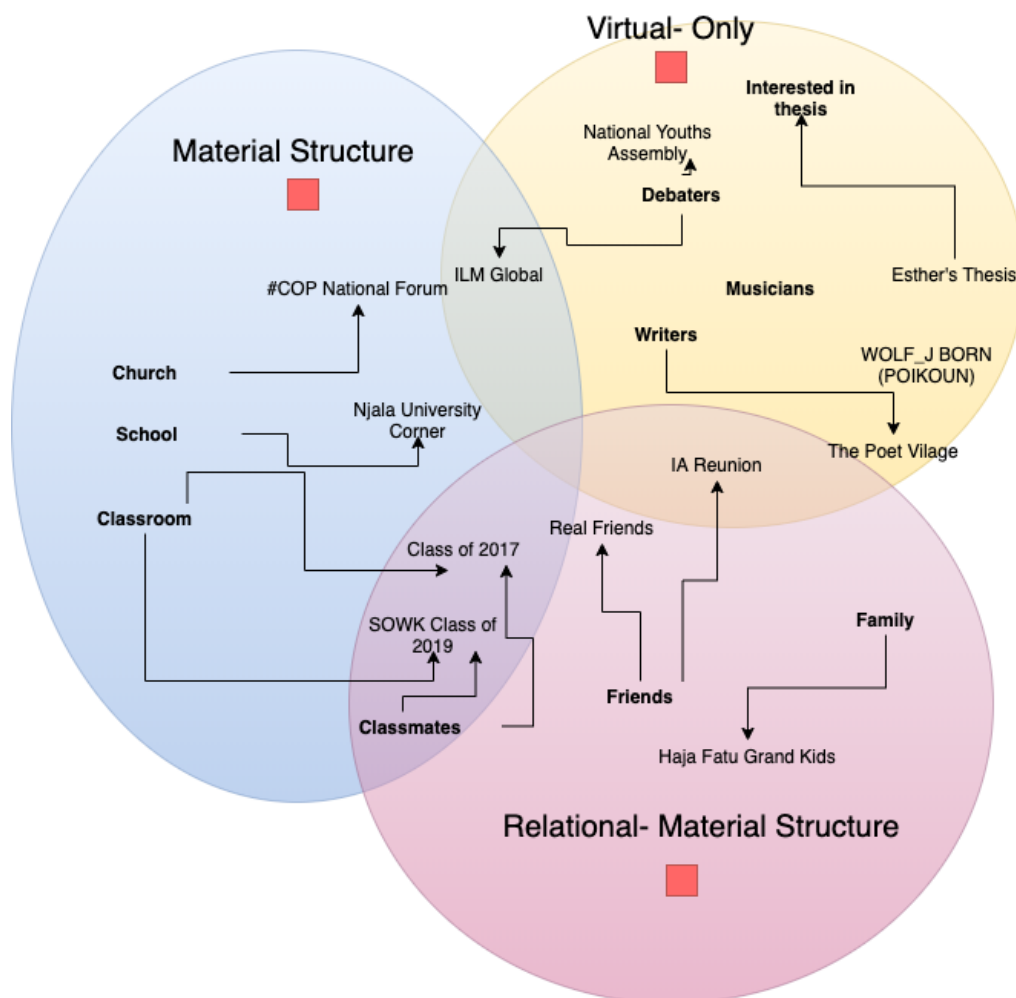 Virtual- Only
Interested in
thesis
National Youths
Assembly
Material Structure
Debaters
ILM Global
Esther's Thesis
#COP National Forum
Musicians
Writers
WOLF_J BORN
(POIKOUN)
Church
Njala University
Corner
School
The Poet Vilage
IA Reunion
Classroom
Real Friends
Class of 2017
SOWK Class of
2019
Family
Friends
Classmates
Haja Fatu Grand Kids
Relational- Material Structure